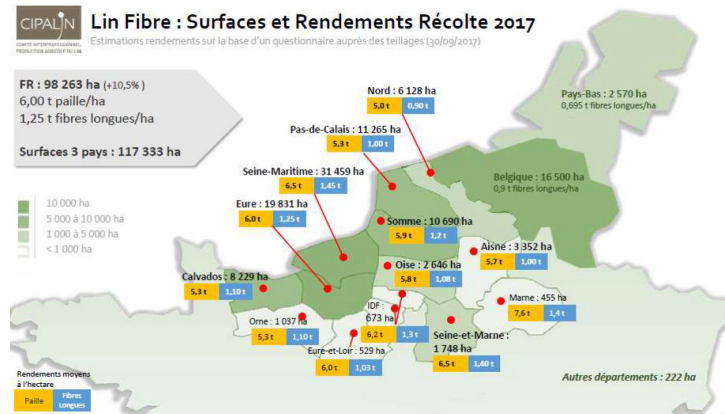 CIPALIN
COMITÉ INTERPROFESSIONNEL
PRODUCTION AGRICOLE DU LIN
Lin Fibre : Surfaces et Rendements Récolte 2017
Estimations rendements sur la base d'un questionnaire auprès des teillages (30/09/2017)
FR : 98 263 ha (+10,5% )
6,00 t paille/ha
1,25 t fibres longues/ha
Surfaces 3 pays : 117 333 ha
10 000 ha
5 000 à 10 000 ha
1 000 à 5 000 ha
< 1 000 ha
Nord : 6 128 ha
5,0 t 0,90 t
Pays-Bas : 2 570 ha
0,695 t fibres longues/ha
Pas-de-Calais : 11 265 ha
5,3 t 1,00 t
Seine-Maritime : 31 459 ha
6,5 t 1,45 t
Belgique : 16 500 ha
0,9 t fibres longues/ha
Eure : 19 831 ha
6,0 t 1,25 t
Somme : 10 690 ha
5,9 t 1,2 t
Aisne : 3 352 ha
5,7 t 1,00 t
Oise : 2 646 ha
5,8 t 1,08 t
Calvados : 8 229 ha
5,3 t 1,10 t
Marne : 455 ha
7,6 t 1,4 t
IDF :
673 ha
6,2 t 1,3 t
Orne : 1 037 ha
5,3 t 1,10 t
Seine-et-Marne :
1 748 ha
6,5 t 1,40 t
Eure-et-Loir : 529 ha
6,0 t 1,03 t
Rendements moyens
à l'hectare
Paille Fibres
Longues
Autres départements : 222 ha